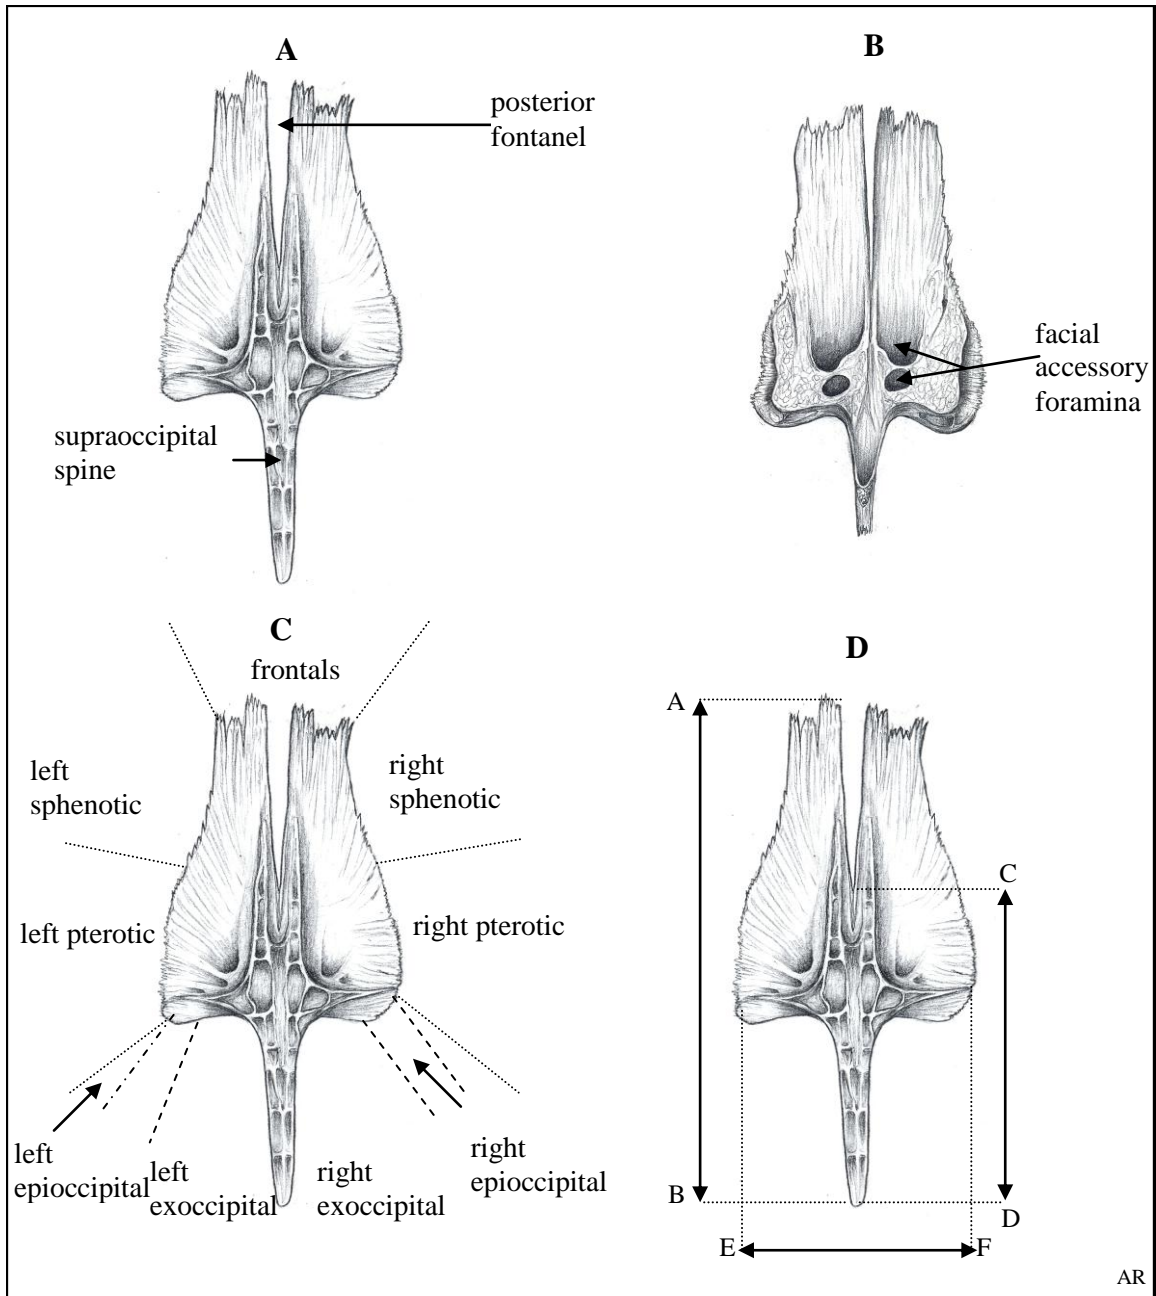 A
posterior
fontanel
supraoccipital
spine
B
facial
accessory
foramina
C
frontals
left
sphenotic
right
sphenotic
left pterotic
right pterotic
left
epioccipital
left
exoccipital
right
exoccipital
right
epioccipital
D
A
C
B
D
E
F
AR